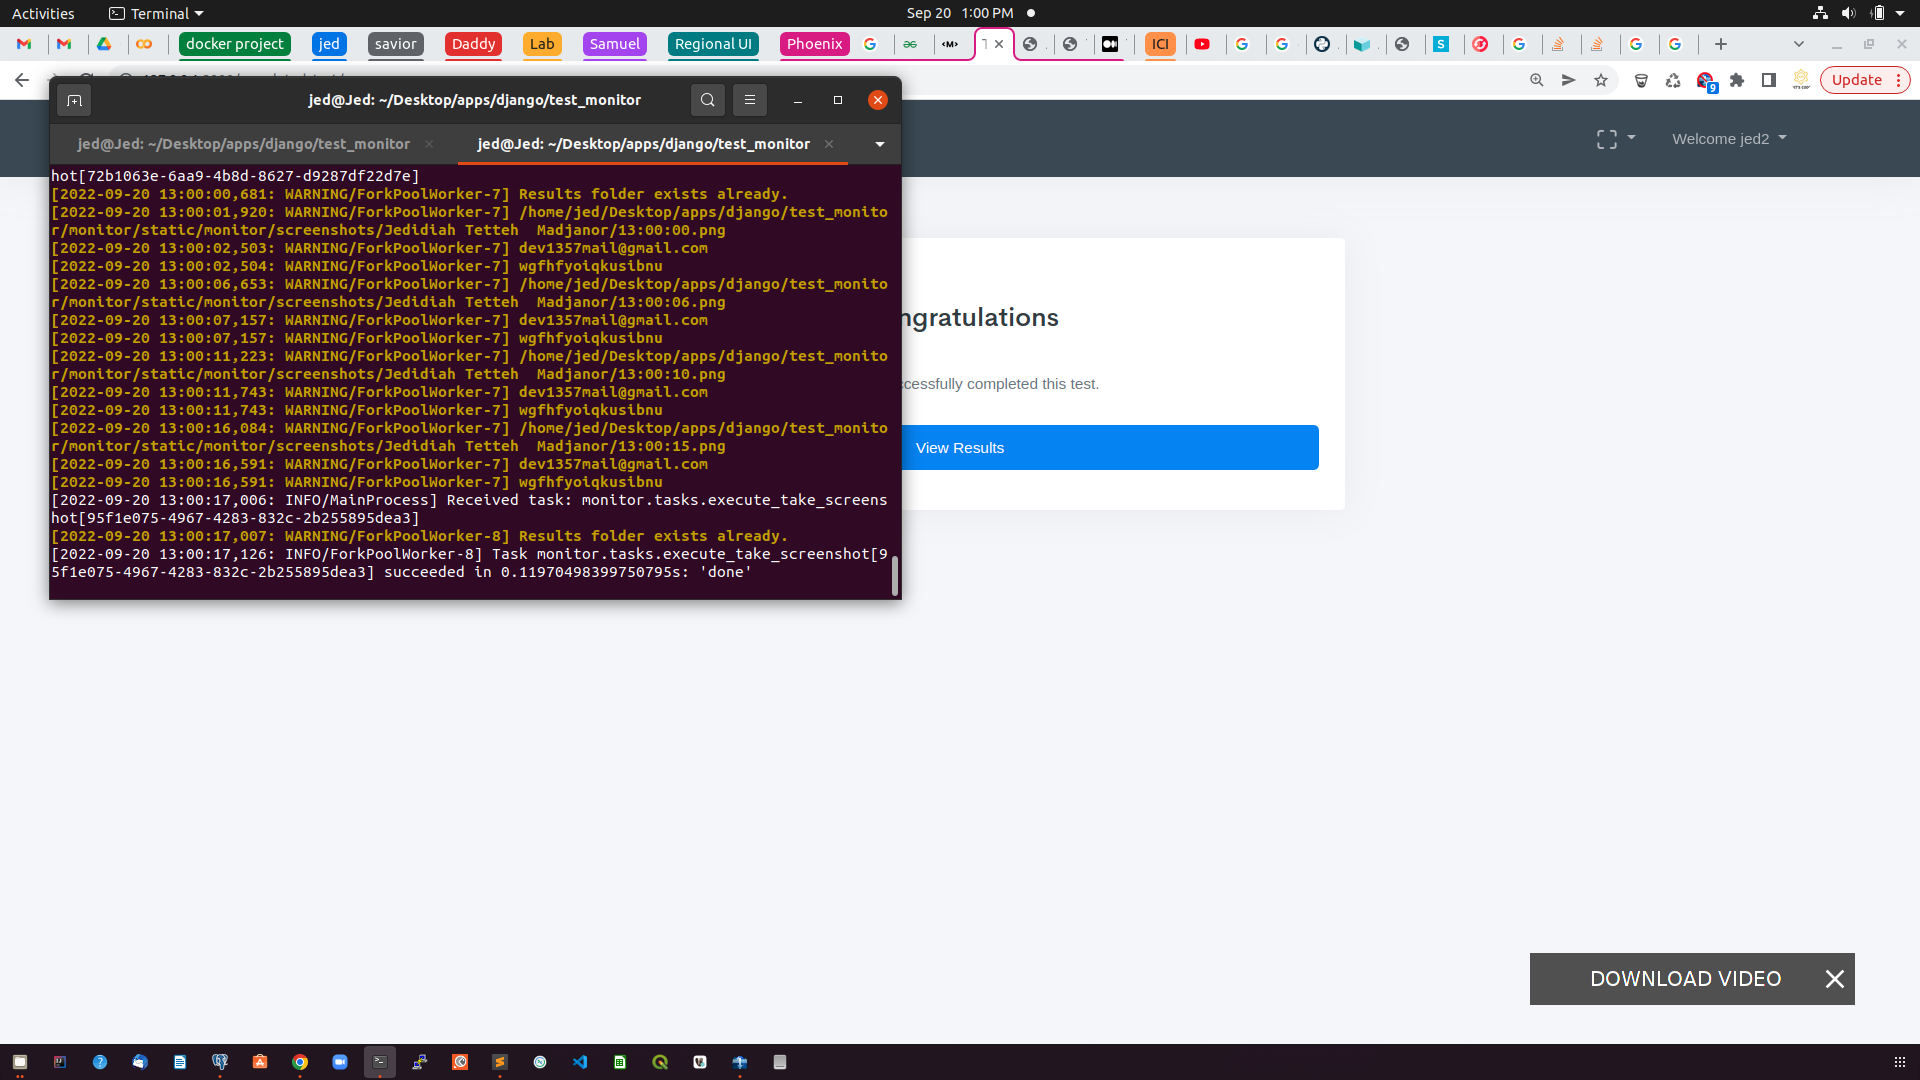 Activities
Terminal
Sep 20 1:00 PM
docker project
jed
savior
Daddy
Lab
Samuel
Regional UI
Phoenix
ICI
Update
9
jed@Jed: ~/Desktop/apps/django/test_monitor
jed@Jed: ~/Desktop/apps/django/test_monitor
jed@Jed: ~/Desktop/apps/django/test_monitor
Welcome jed2
hot[72b1063e-6aa9-4b8d-8627-d9287df22d7e]
[2022-09-20 13:00:00,681: WARNING/ForkPoolWorker-7] Results folder exists already.
[2022-09-20 13:00:01,920: WARNING/ForkPoolWorker-7] /home/jed/Desktop/apps/django/test_monito
r/monitor/static/monitor/screenshots/Jedidiah Tetteh  Madjanor/13:00:00.png
[2022-09-20 13:00:02,503: WARNING/ForkPoolWorker-7] dev1357mail@gmail.com
[2022-09-20 13:00:02,504: WARNING/ForkPoolWorker-7] wgfhfyoiqkusibnu
[2022-09-20 13:00:06,653: WARNING/ForkPoolWorker-7] /home/jed/Desktop/apps/django/test_monito
r/monitor/static/monitor/screenshots/Jedidiah Tetteh  Madjanor/13:00:06.png
[2022-09-20 13:00:07,157: WARNING/ForkPoolWorker-7] dev1357mail@gmail.com
[2022-09-20 13:00:07,157: WARNING/ForkPoolWorker-7] wgfhfyoiqkusibnu
[2022-09-20 13:00:11,223: WARNING/ForkPoolWorker-7] /home/jed/Desktop/apps/django/test_monito
r/monitor/static/monitor/screenshots/Jedidiah Tetteh  Madjanor/13:00:10.png
[2022-09-20 13:00:11,743: WARNING/ForkPoolWorker-7] dev1357mail@gmail.com
[2022-09-20 13:00:11,743: WARNING/ForkPoolWorker-7] wgfhfyoiqkusibnu
[2022-09-20 13:00:16,084: WARNING/ForkPoolWorker-7] /home/jed/Desktop/apps/django/test_monito
r/monitor/static/monitor/screenshots/Jedidiah Tetteh  Madjanor/13:00:15.png
[2022-09-20 13:00:16,591: WARNING/ForkPoolWorker-7] dev1357mail@gmail.com
[2022-09-20 13:00:16,591: WARNING/ForkPoolWorker-7] wgfhfyoiqkusibnu
[2022-09-20 13:00:17,006: INFO/MainProcess] Received task: monitor.tasks.execute_take_screens
hot[95f1e075-4967-4283-832c-2b255895dea3]
[2022-09-20 13:00:17,007: WARNING/ForkPoolWorker-8] Results folder exists already.
[2022-09-20 13:00:17,126: INFO/ForkPoolWorker-8] Task monitor.tasks.execute_take_screenshot[9
5f1e075-4967-4283-832c-2b255895dea3] succeeded in 0.11970498399750795s: 'done'
ngratulations
ccessfully completed this test.
View Results
DOWNLOAD VIDEO